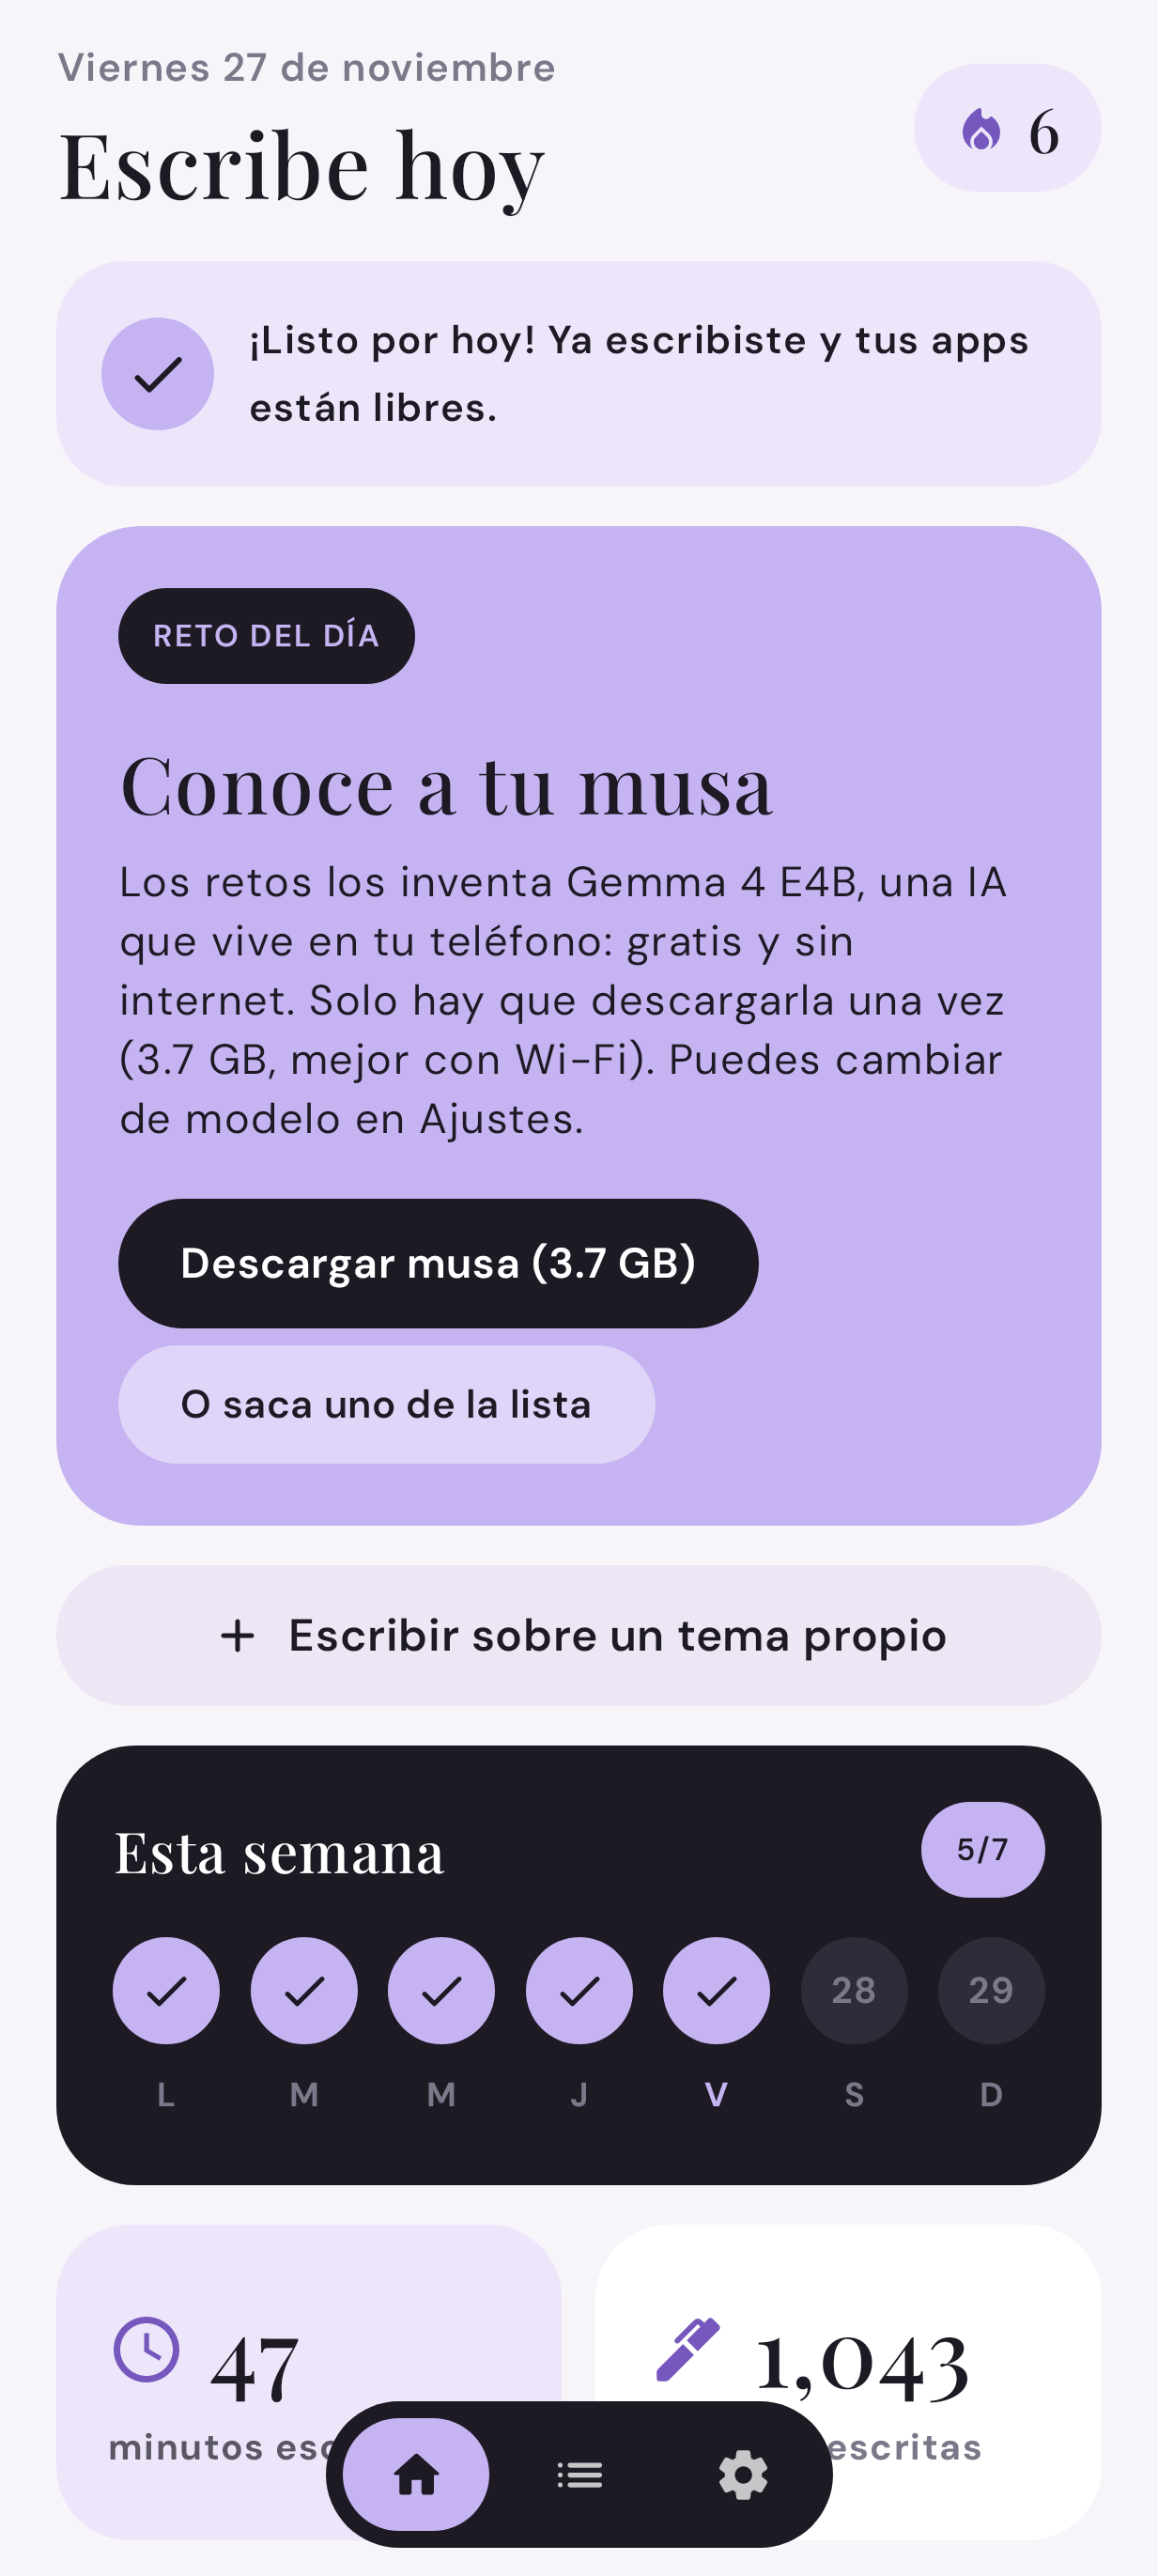 Viernes 27 de noviembre
Escribe hoy
6
¡Listo por hoy! Ya escribiste y tus apps
están libres.
RETO DEL DÍA
Conoce a tu musa
Los retos los inventa Gemma 4 E4B, una IA
que vive en tu teléfono: gratis y sin
internet. Solo hay que descargarla una vez
(3.7 GB, mejor con Wi-Fi). Puedes cambiar
de modelo en Ajustes.
Descargar musa (3.7 GB)
O saca uno de la lista
+ Escribir sobre un tema propio
Esta semana
5/7
28 29
L M M J V S D
47
minutos
1,043
escritas